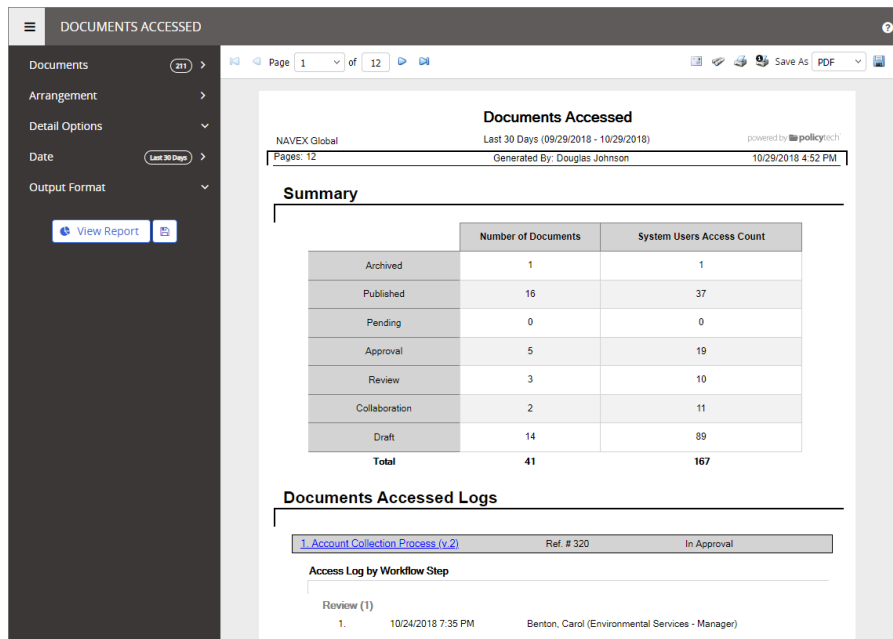 DOCUMENTS ACCESSED
Documents 211
Arrangement
Detail Options
Date Last 30 Days
Output Format
View Report
Page 1 of 12
Save As PDF
Documents Accessed
NAVEX Global Last 30 Days (09/29/2018 - 10/29/2018) powered by policytech
Pages: 12 Generated By: Douglas Johnson 10/29/2018 4:52 PM
Summary
Number of Documents System Users Access Count
Archived 1 1
Published 16 37
Pending 0 0
Approval 5 19
Review 3 10
Collaboration 2 11
Draft 14 89
Total 41 167
Documents Accessed Logs
1. Account Collection Process (v.2) Ref. # 320 In Approval
Access Log by Workflow Step
Review (1)
1. 10/24/2018 7:35 PM Benton, Carol (Environmental Services - Manager)